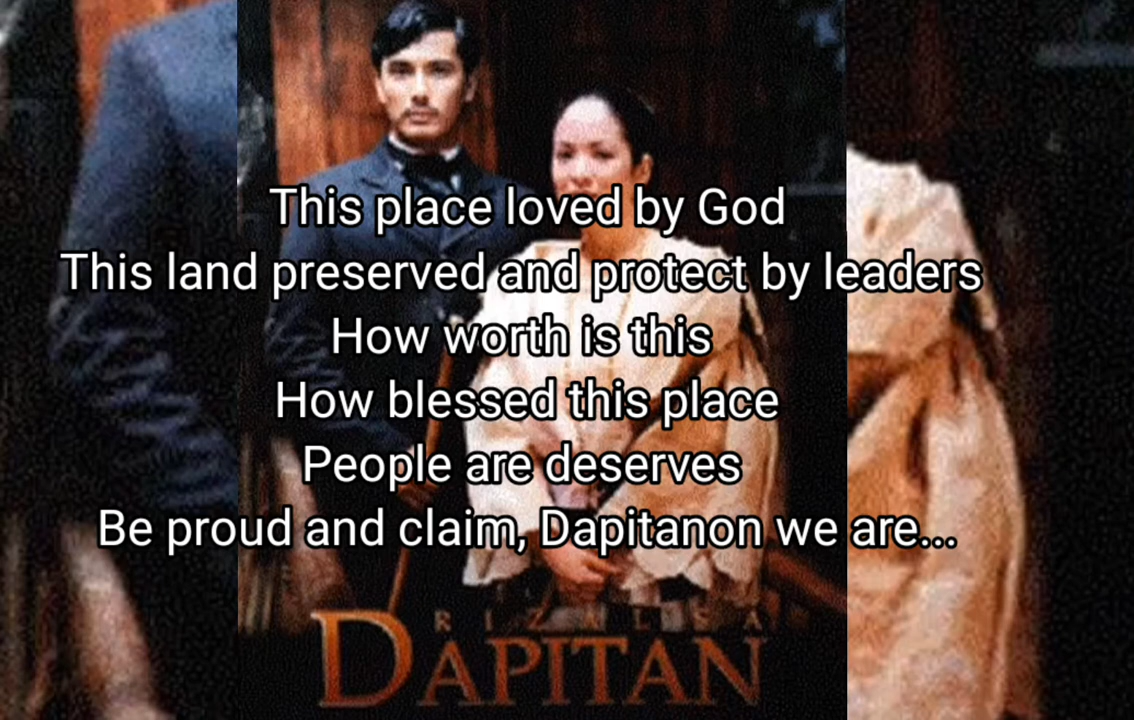 This place loved by God
This land preserved and protect by leaders
How worth is this
How blessed this place
People are deserves
Be proud and claim, Dapitanon we are...
RIZAL SA
DAPITAN